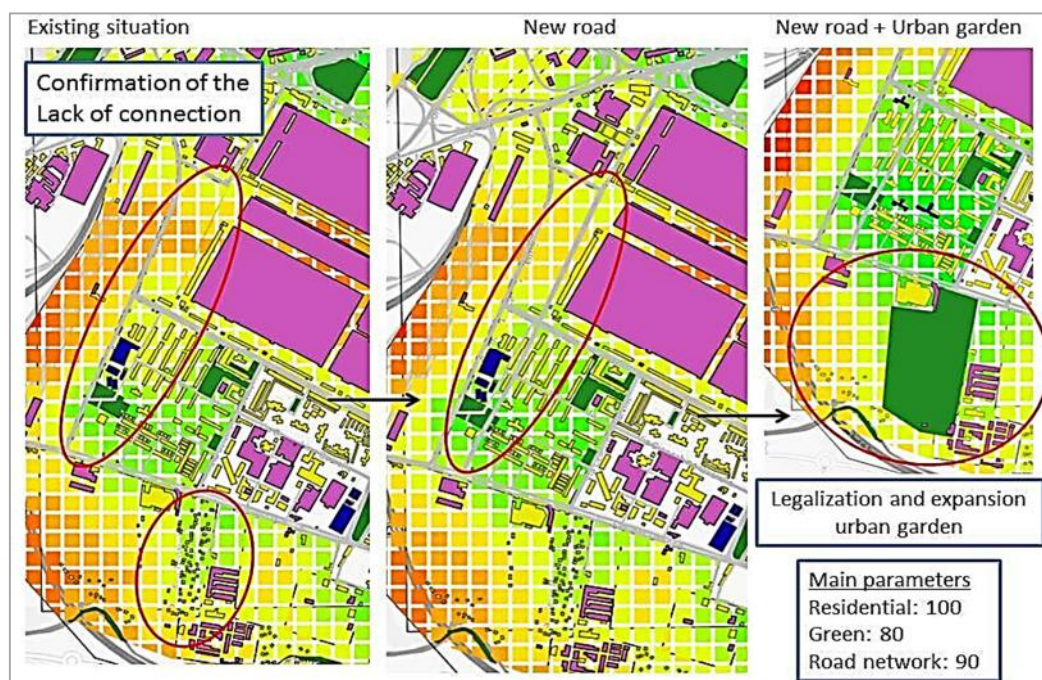 Existing situation
New road
New road + Urban garden
Confirmation of the
Lack of connection
Legalization and expansion
urban garden
Main parameters
Residential: 100
Green: 80
Road network: 90